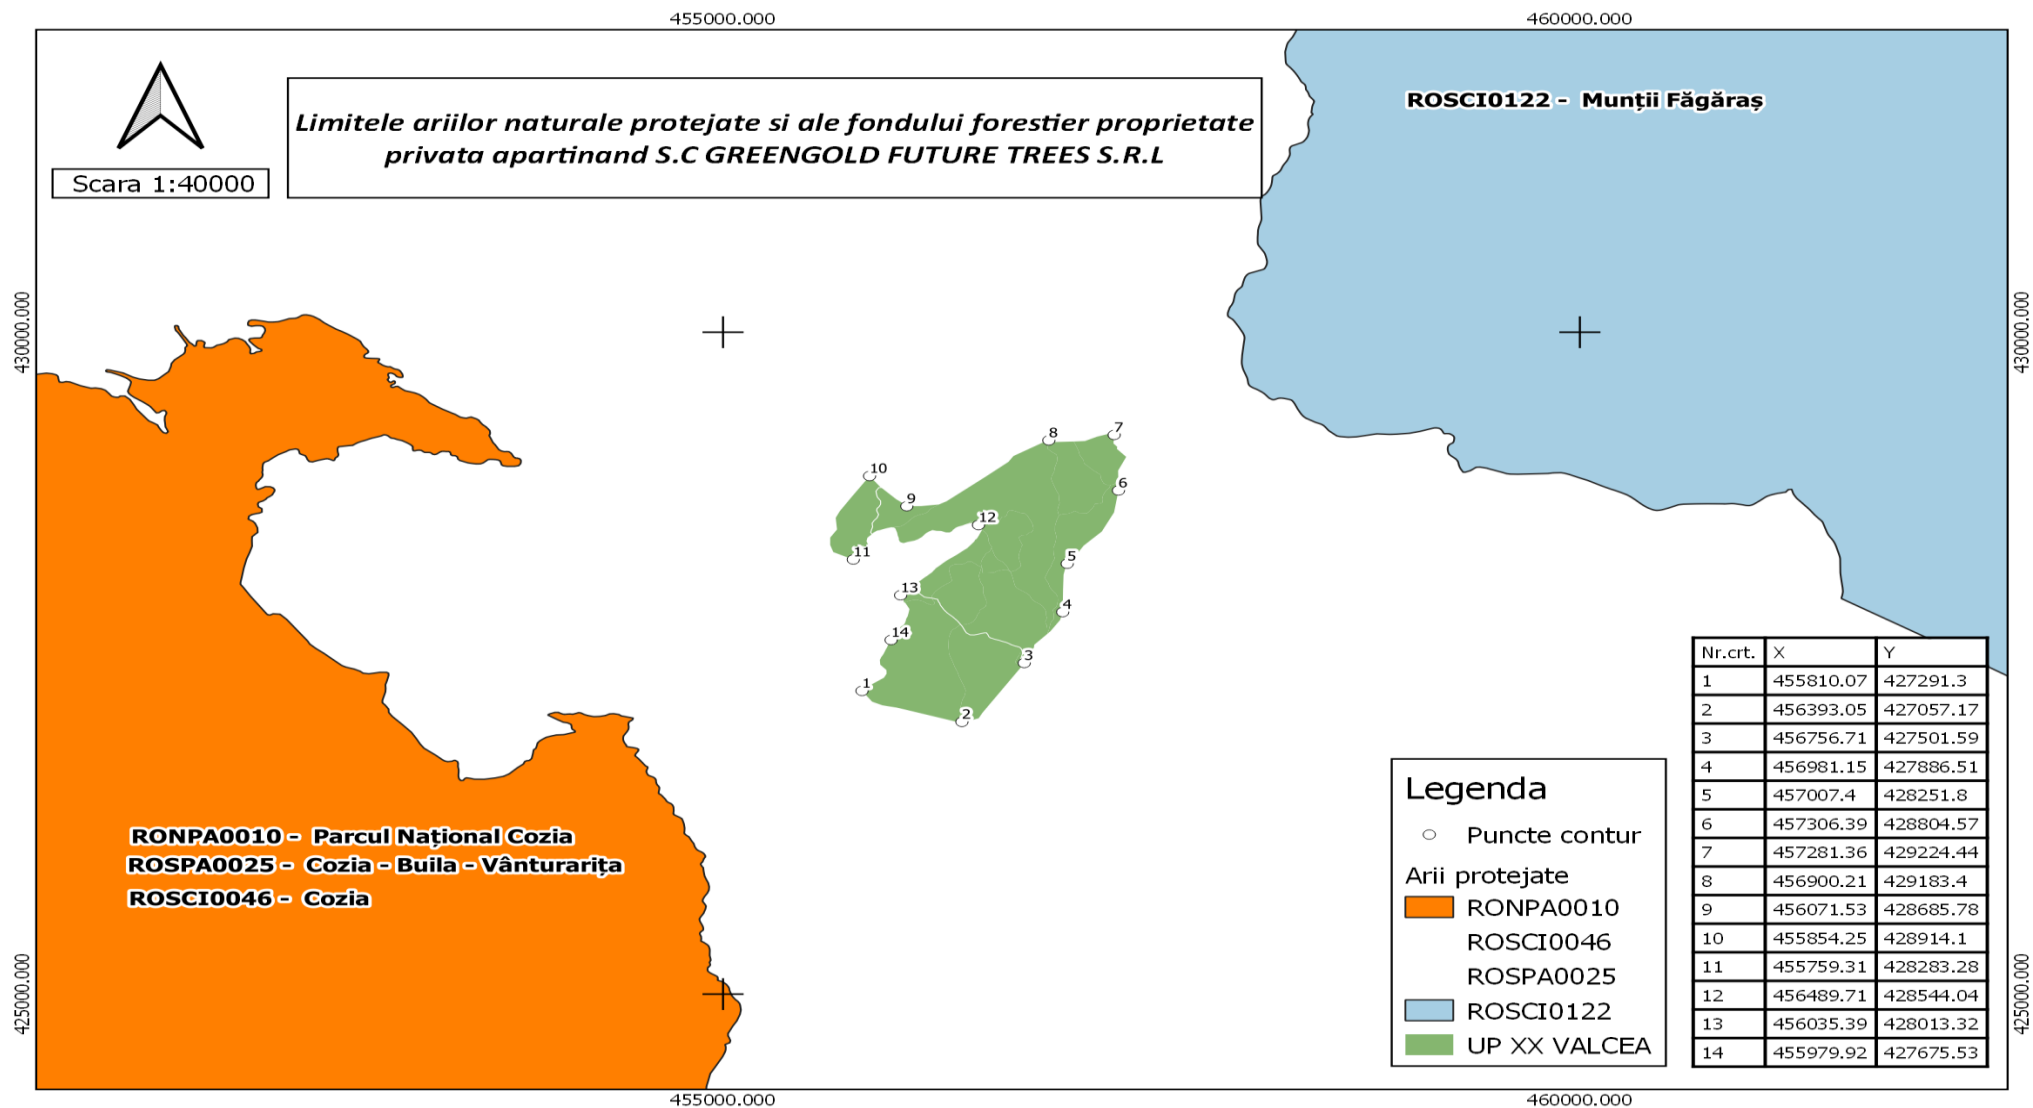 455000.000 460000.000
Limitele ariilor naturale protejate si ale fondului forestier proprietate
privata apartinand S.C GREENGOLD FUTURE TREES S.R.L
Scara 1:40000
ROSCI0122 - Munții Făgăraș
430000.000 430000.000
8
7
10
9
6
12
11
5
13
4
14
3
1
2
RONPA0010 - Parcul Național Cozia
ROSPA0025 - Cozia - Buila - Vânturarița
ROSCI0046 - Cozia
Legenda
Puncte contur
Arii protejate
RONPA0010
ROSCI0046
ROSPA0025
ROSCI0122
UP XX VALCEA
Nr.crt. X Y
1 455810.07 427291.3
2 456393.05 427057.17
3 456756.71 427501.59
4 456981.15 427886.51
5 457007.4 428251.8
6 457306.39 428804.57
7 457281.36 429224.44
8 456900.21 429183.4
9 456071.53 428685.78
10 455854.25 428914.1
11 455759.31 428283.28
12 456489.71 428544.04
13 456035.39 428013.32
14 455979.92 427675.53
425000.000 425000.000
455000.000 460000.000